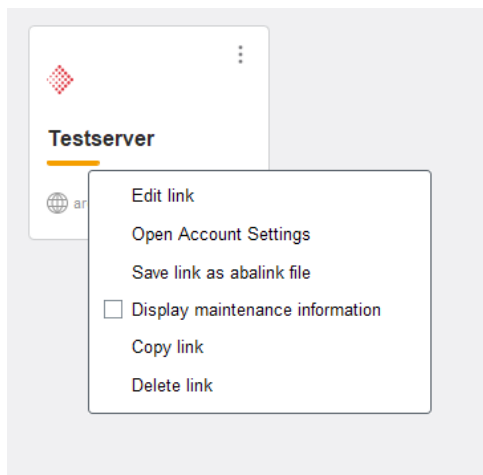 Testserver
Edit link
Open Account Settings
Save link as abalink file
Display maintenance information
Copy link
Delete link